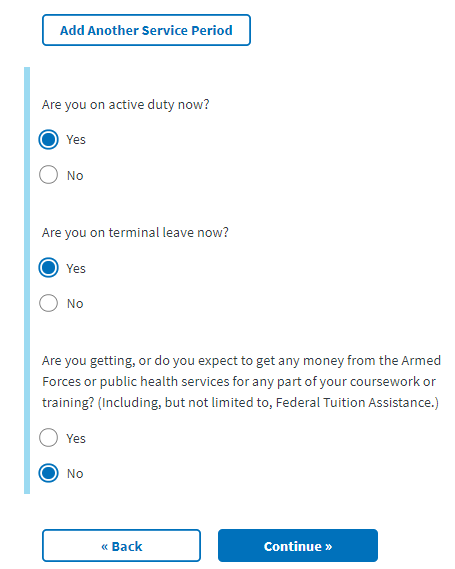 Add Another Service Period
Are you on active duty now?
Yes
No
Are you on terminal leave now?
Yes
No
Are you getting, or do you expect to get any money from the Armed
Forces or public health services for any part of your coursework or
training? (Including, but not limited to, Federal Tuition Assistance.)
Yes
No
« Back
Continue »